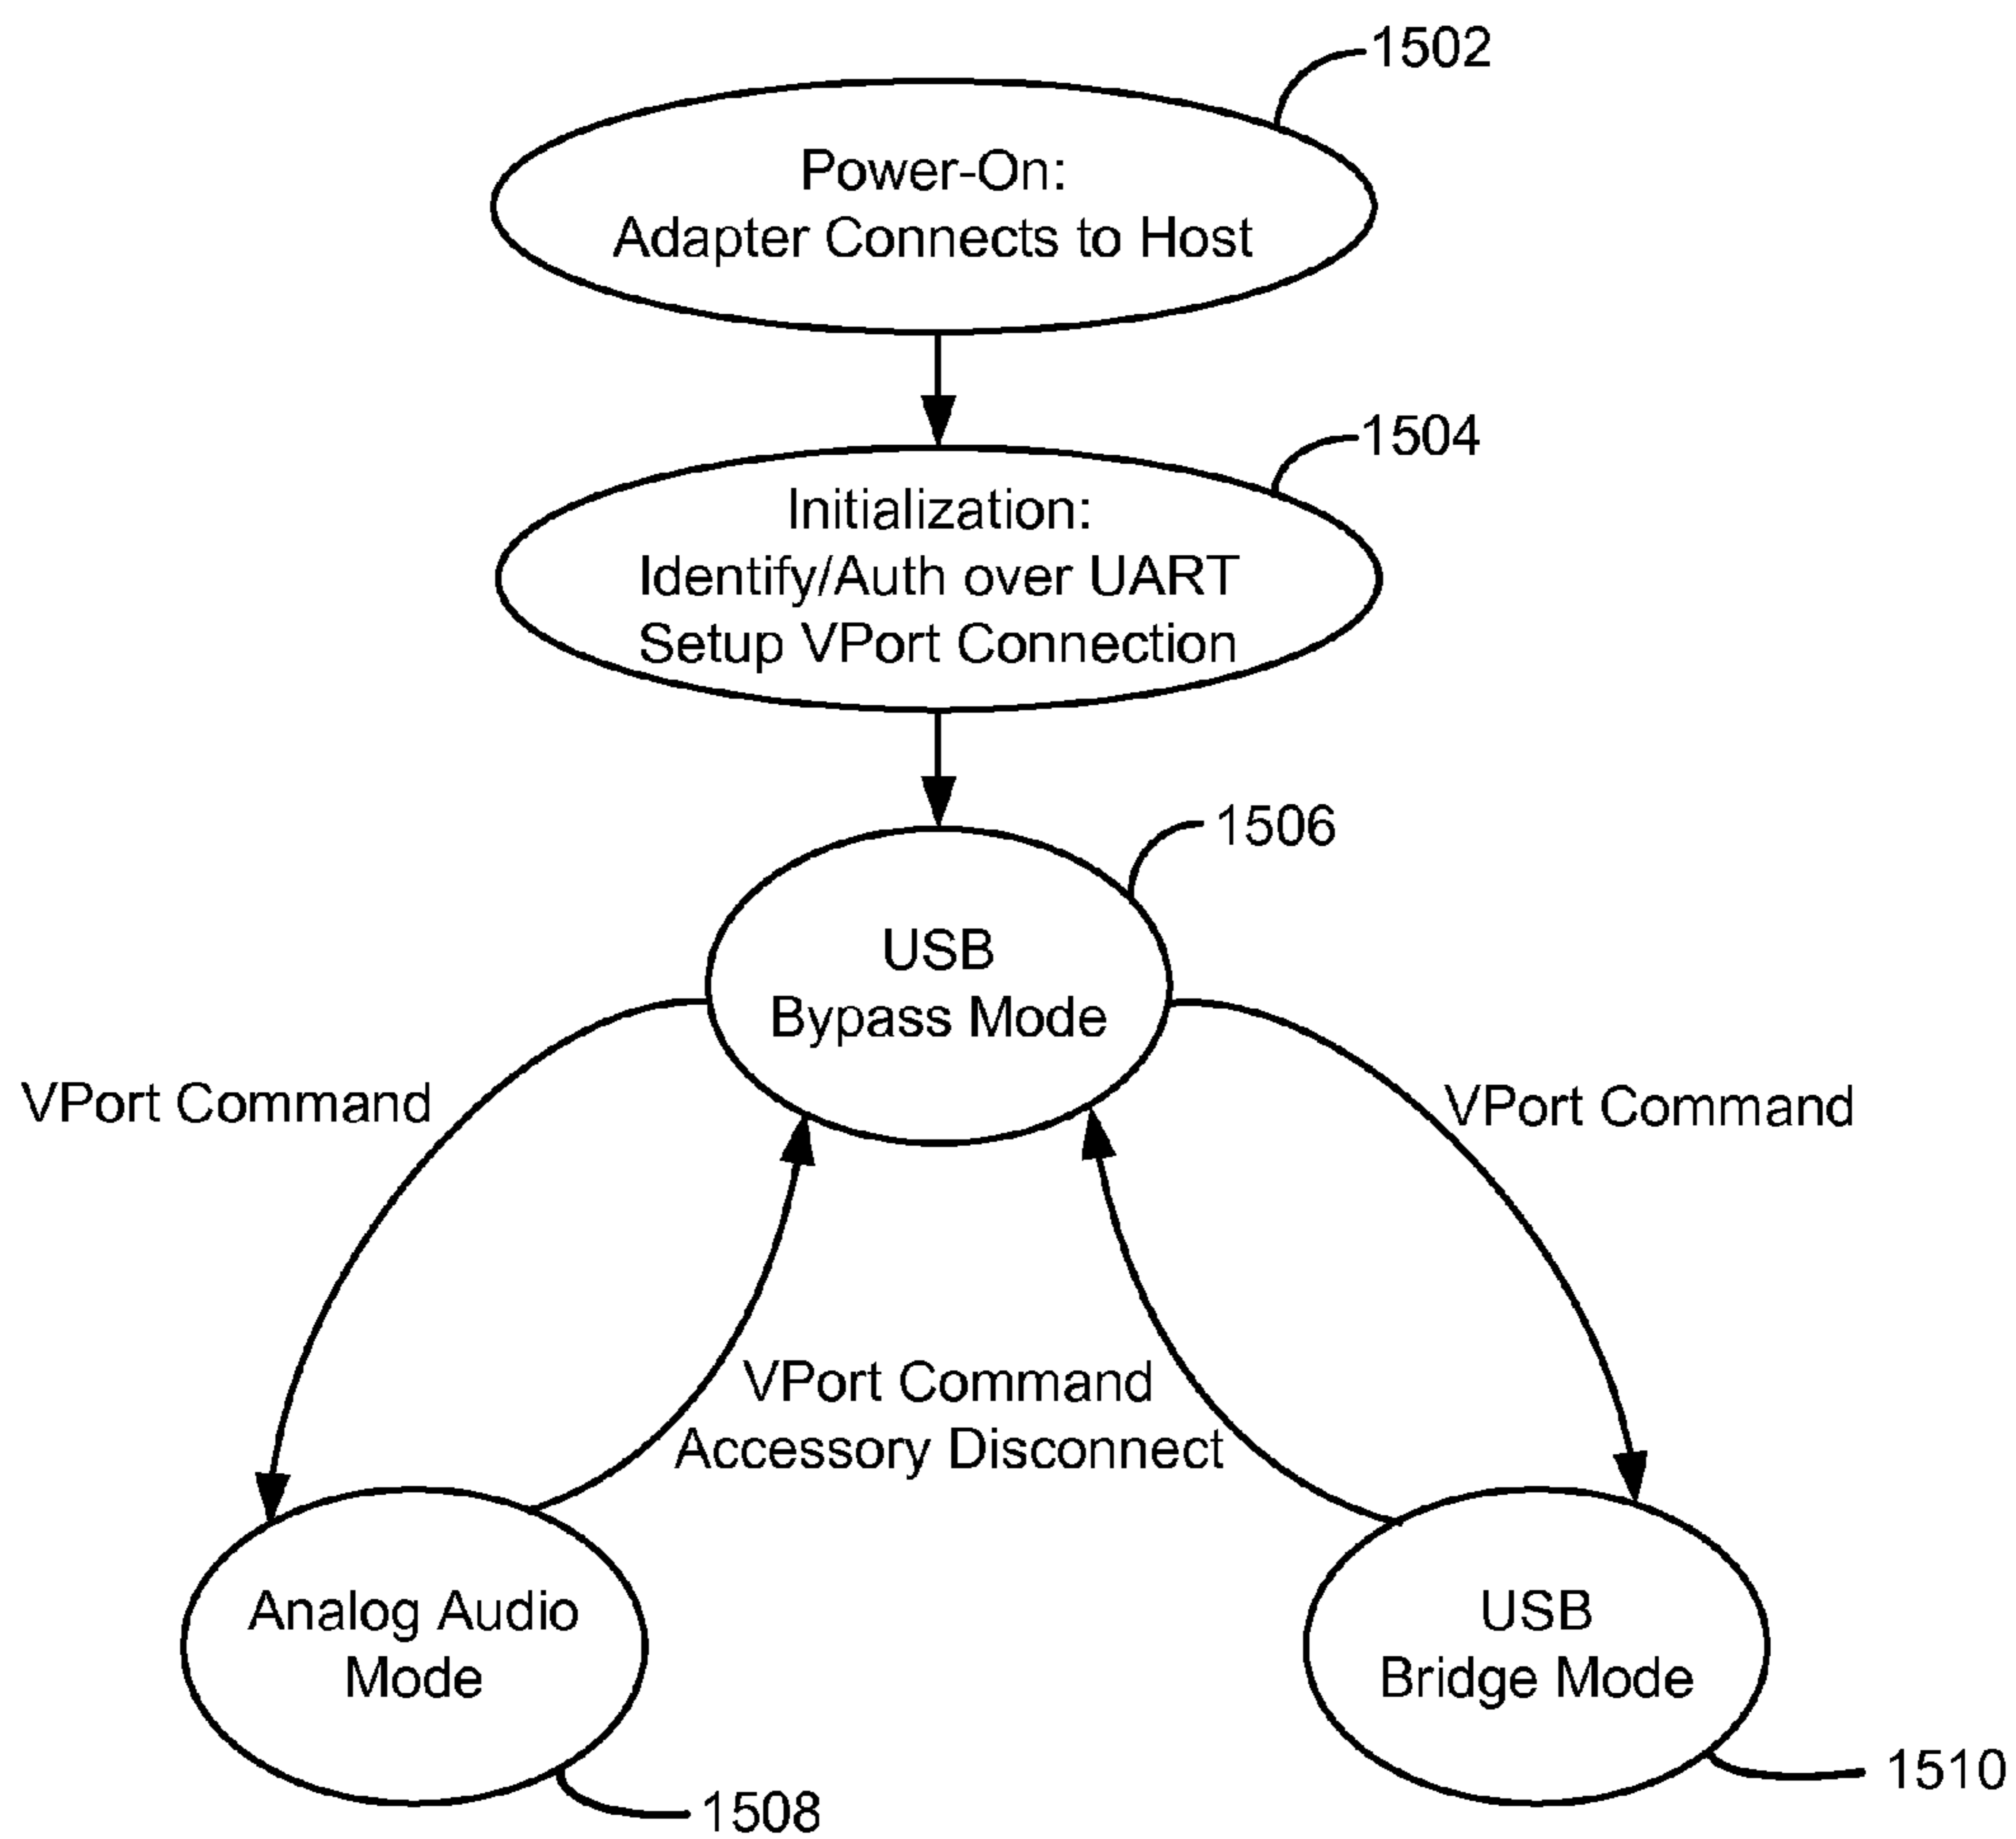 1502
Power-On:
Adapter Connects to Host
1504
Initialization:
Identify/Auth over UART
Setup VPort Connection
1506
USB
Bypass Mode
VPort Command
VPort Command
VPort Command
Accessory Disconnect
Analog Audio
Mode
USB
Bridge Mode
1508
1510